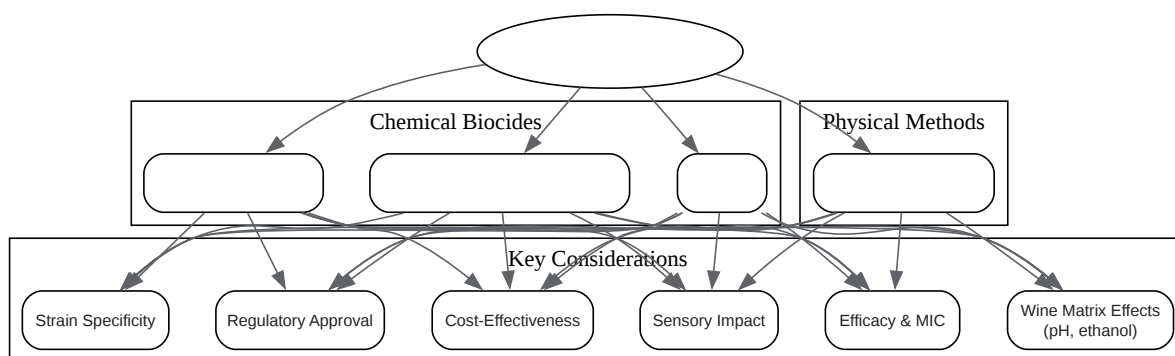 Chemical Biocides
Physical Methods
Key Considerations
Strain Specificity
Regulatory Approval
Cost-Effectiveness
Sensory Impact
Efficacy & MIC
Wine Matrix Effects
(pH, ethanol)